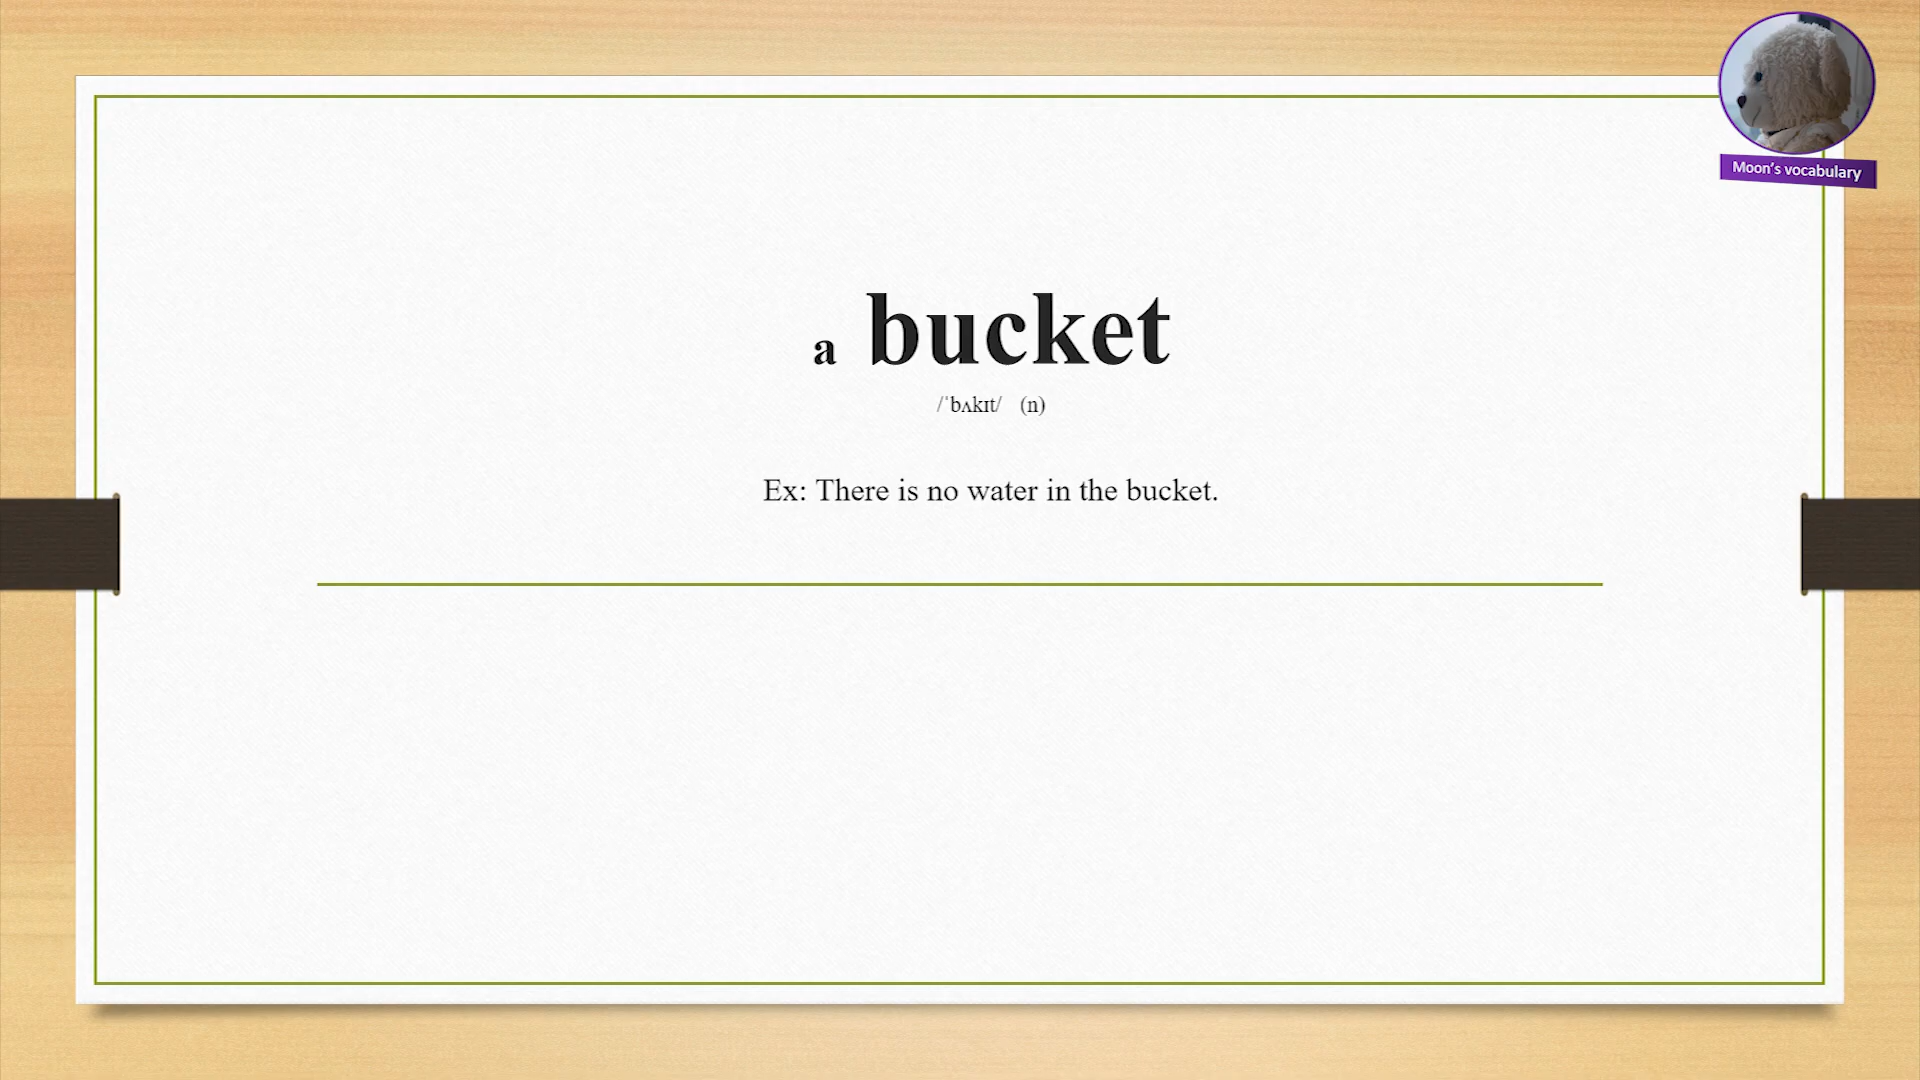 Moon's vocabulary
a bucket
/ˈbʌkɪt/ (n)
Ex: There is no water in the bucket.